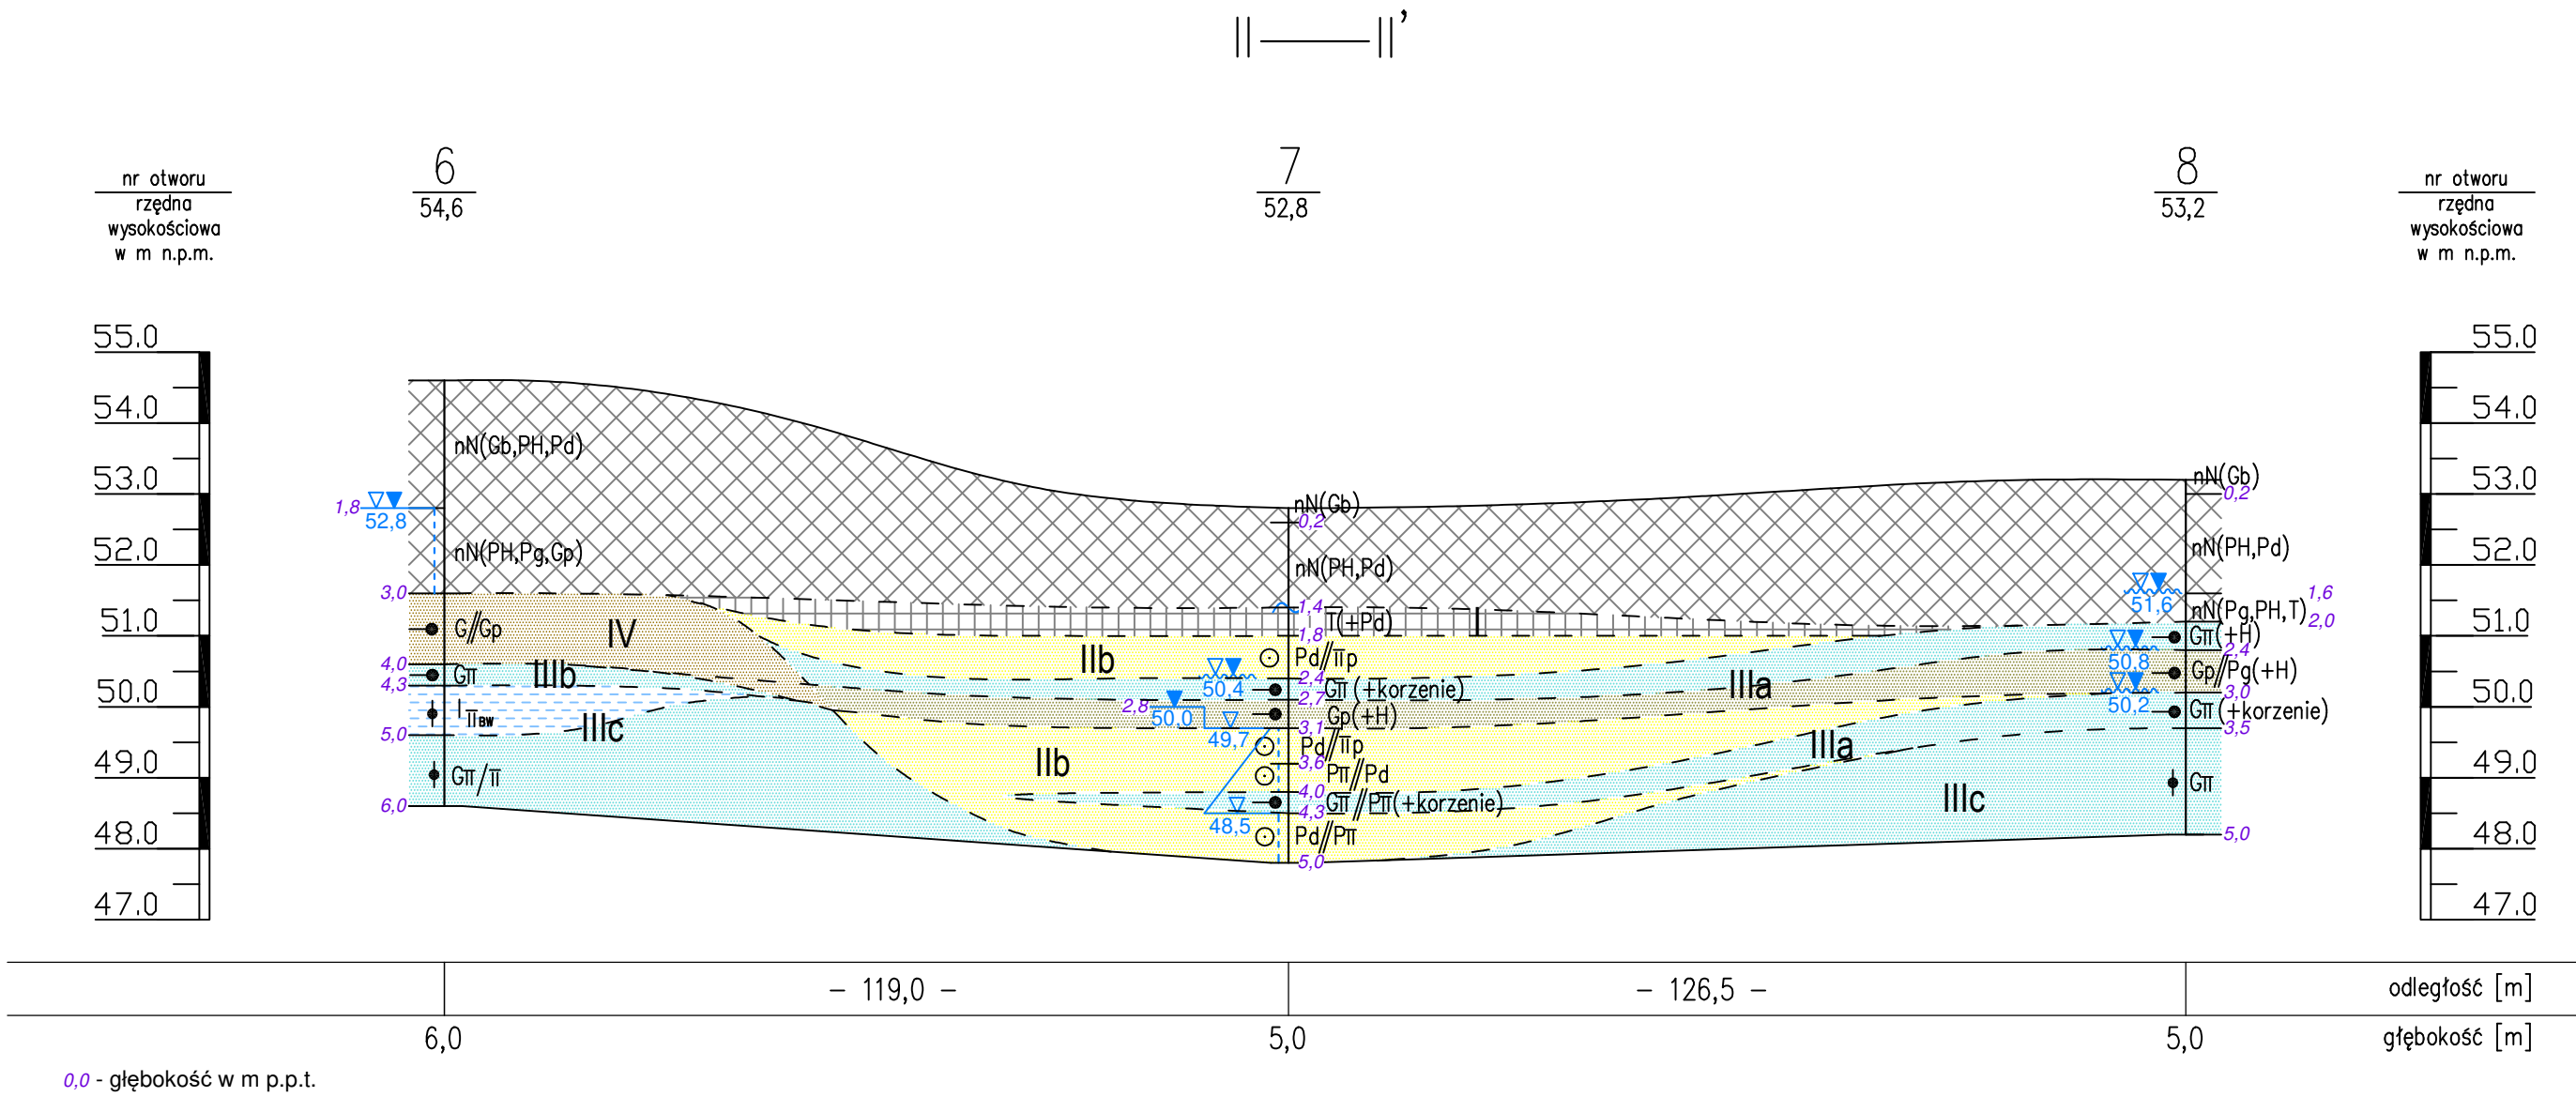 II — II'
6
54,6
7
52,8
8
53,2
nr otworu
rzędna
wysokościowa
w m n.p.m.
nr otworu
rzędna
wysokościowa
w m n.p.m.
55.0
54.0
53.0
52.0
51.0
50.0
49.0
48.0
47.0
nN(Gb,PH,Pd)
1,8
52,8
nN(PH,Pg,Gp)
3,0
G//Gp
IV
4,0
Gπ
IIIb
4,3
Iπ BW
5,0
IIIc
Gπ/π
6,0
nN(Gb)
0,2
nN(PH,Pd)
1,4
T(+Pd)
I
1,8
IIb
Pd//πp
2,4
50,4
Gπ(+korzenie)
2,7
2,8
50,0
Gp(+H)
3,1
49,7
Pd//πp
3,6
IIb
Pπ//Pd
4,0
Gπ//Pπ(+korzenie)
4,3
48,5
Pd//Pπ
5,0
IIIa
IIIa
IIIc
nN(Gb)
0,2
nN(PH,Pd)
1,6
51,6
nN(Pg,PH,T)
2,0
Gπ(+H)
2,4
50,8
Gp//Pg(+H)
3,0
50,2
Gπ(+korzenie)
3,5
Gπ
5,0
55.0
54.0
53.0
52.0
51.0
50.0
49.0
48.0
47.0
- 119,0 - - 126,5 - odległość [m]
6,0 5,0 5,0 głębokość [m]
0,0 - głębokość w m p.p.t.